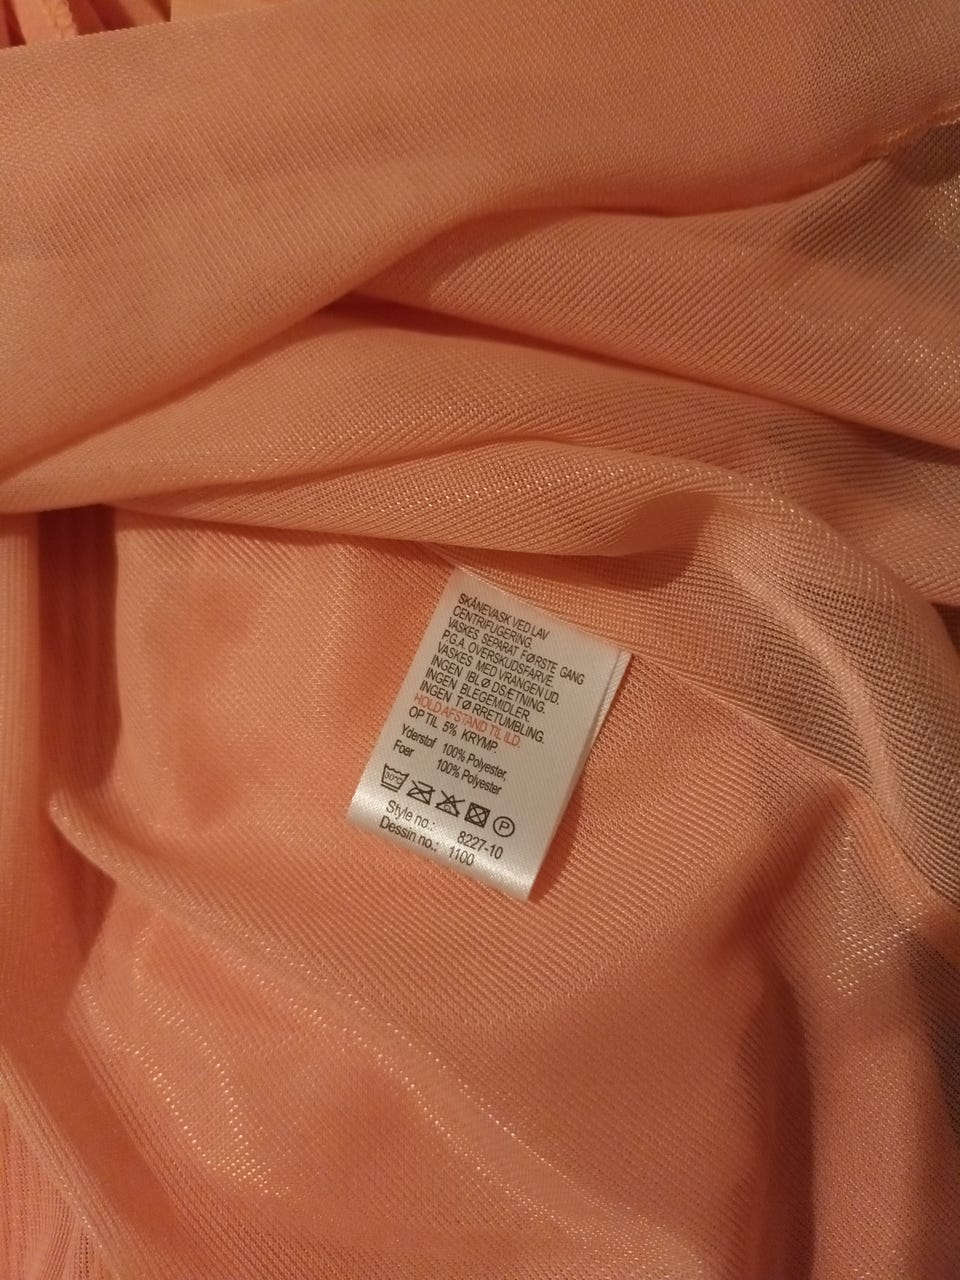 SKÅNEVASK VED LAV
CENTRIFUGERING.
VASKES SEPARAT FØRSTE GANG
P.G.A. OVERSKUDSFARVE.
VASKES MED VRANGEN UD.
INGEN IBLØDSÆTNING.
INGEN BLEGEMIDLER.
INGEN TØRRETUMBLING.
HOLD AFSTAND TIL ILD.
OP TIL 5% KRYMP.
Yderstof 100% Polyester,
Foer 100% Polyester
30°C P
Style no.: 8227-10
Dessin no.: 1100